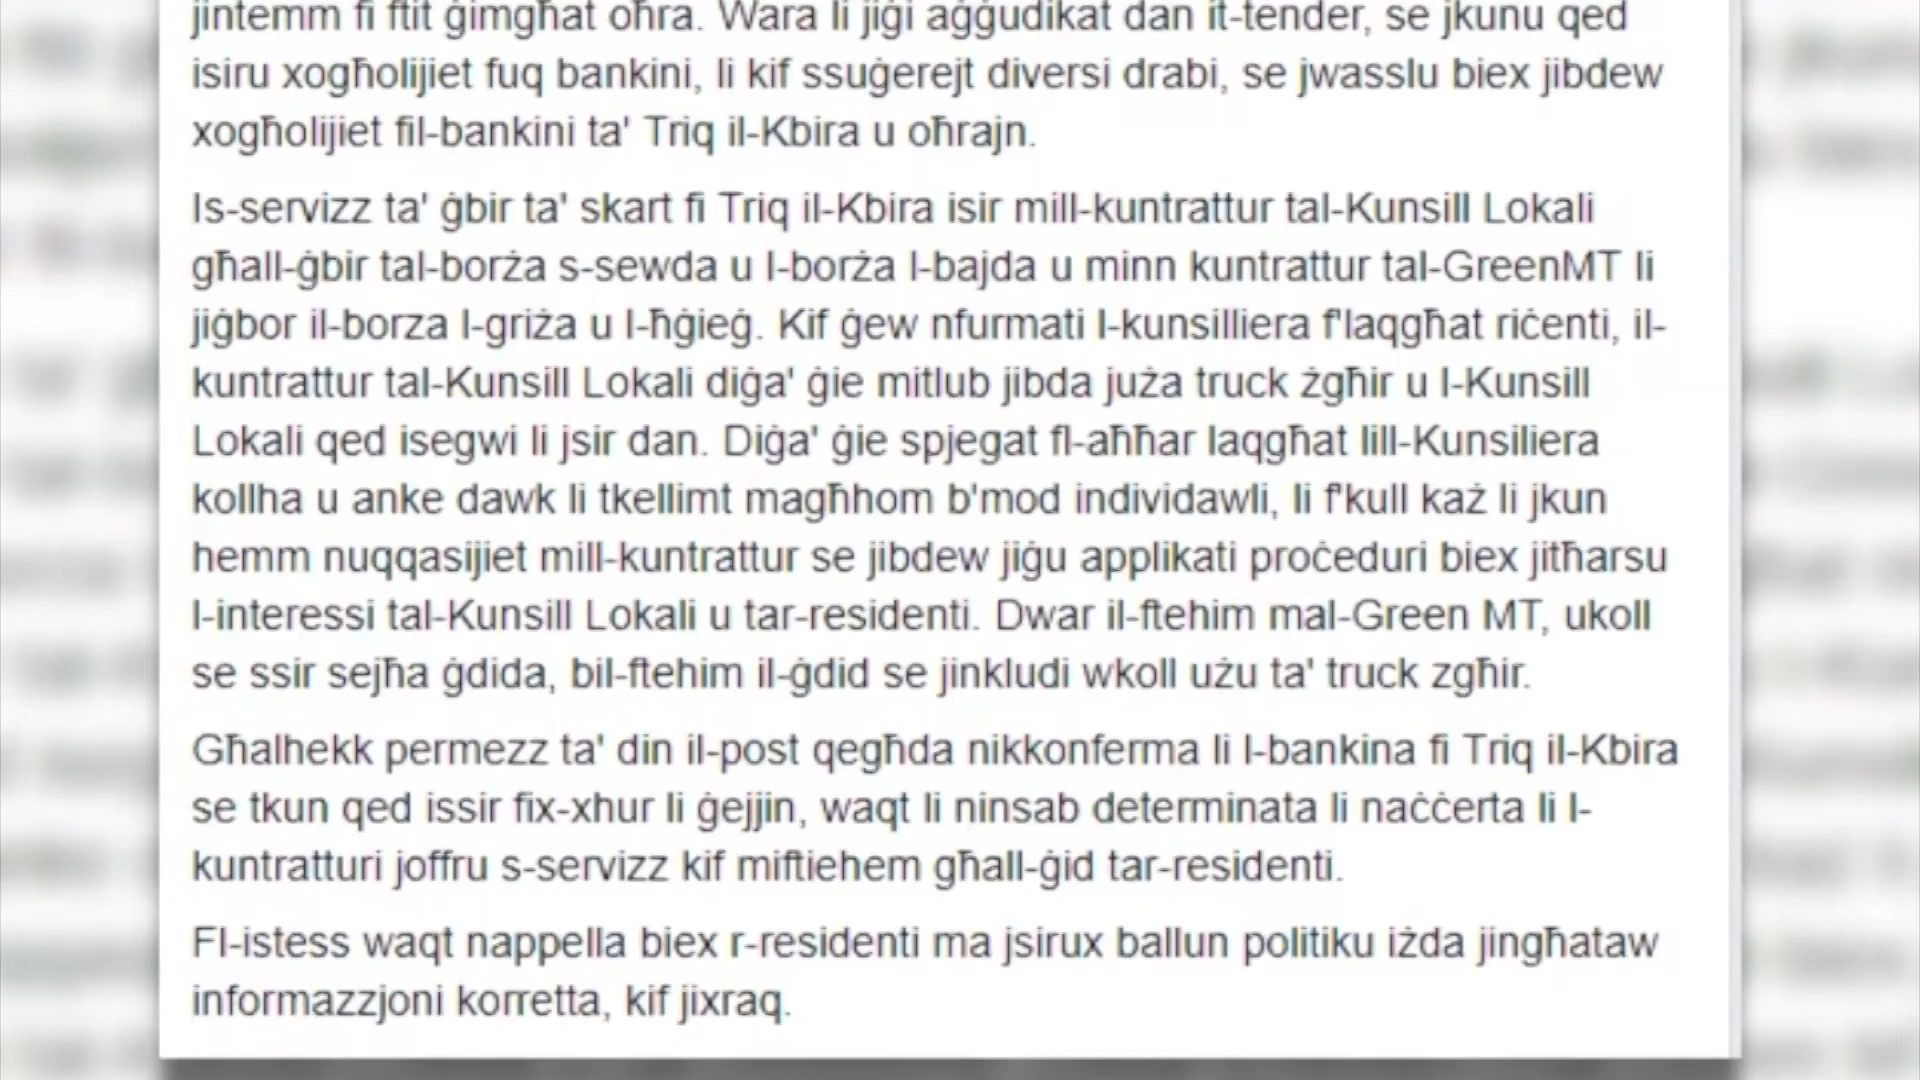 jintemm fi ftit ġimgħat oħra. Wara li jiġi aġġudikat dan it-tender, se jkunu qed
isiru xogħolijiet fuq bankini, li kif ssuġerejt diversi drabi, se jwasslu biex jibdew
xogħolijiet fil-bankini ta' Triq il-Kbira u oħrajn.
Is-servizz ta' ġbir ta' skart fi Triq il-Kbira isir mill-kuntrattur tal-Kunsill Lokali
għall-ġbir tal-borża s-sewda u l-borża l-bajda u minn kuntrattur tal-GreenMT li
jiġbor il-borza l-griża u l-ħġieġ. Kif ġew nfurmati l-kunsilliera f'laqgħat riċenti, il-
kuntrattur tal-Kunsill Lokali diġa' ġie mitlub jibda juża truck żgħir u l-Kunsill
Lokali qed isegwi li jsir dan. Diġa' ġie spjegat fl-aħħar laqgħat lill-Kunsiliera
kollha u anke dawk li tkellimt magħhom b'mod individawli, li f'kull każ li jkun
hemm nuqqasijiet mill-kuntrattur se jibdew jiġu applikati proċeduri biex jitħarsu
l-interessi tal-Kunsill Lokali u tar-residenti. Dwar il-ftehim mal-Green MT, ukoll
se ssir sejħa ġdida, bil-ftehim il-ġdid se jinkludi wkoll użu ta' truck zgħir.
Għalhekk permezz ta' din il-post qegħda nikkonferma li l-bankina fi Triq il-Kbira
se tkun qed issir fix-xhur li ġejjin, waqt li ninsab determinata li naċċerta li l-
kuntratturi joffru s-servizz kif miftiehem għall-ġid tar-residenti.
Fl-istess waqt nappella biex r-residenti ma jsirux ballun politiku iżda jingħataw
informazzjoni korretta, kif jixraq.